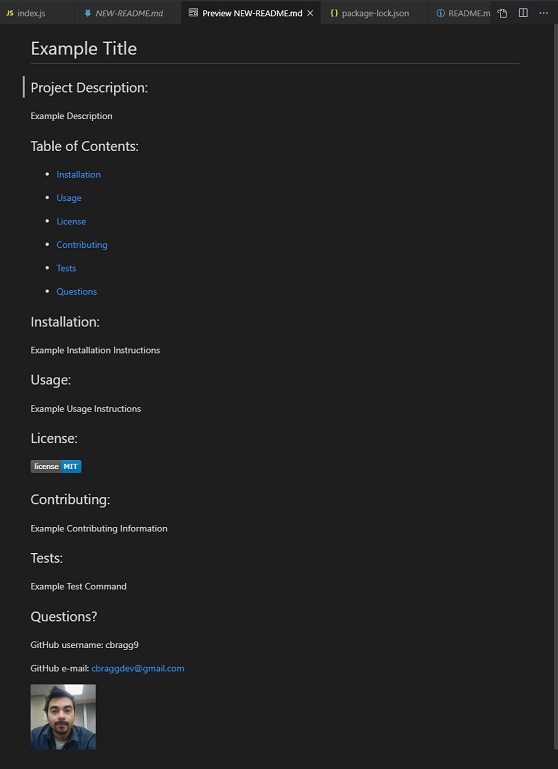 JS index.js
NEW-README.md
Preview NEW-README.md
{} package-lock.json
README.m
Example Title
Project Description:
Example Description
Table of Contents:
• Installation
• Usage
• License
• Contributing
• Tests
• Questions
Installation:
Example Installation Instructions
Usage:
Example Usage Instructions
License:
license MIT
Contributing:
Example Contributing Information
Tests:
Example Test Command
Questions?
GitHub username: cbragg9
GitHub e-mail: cbraggdev@gmail.com